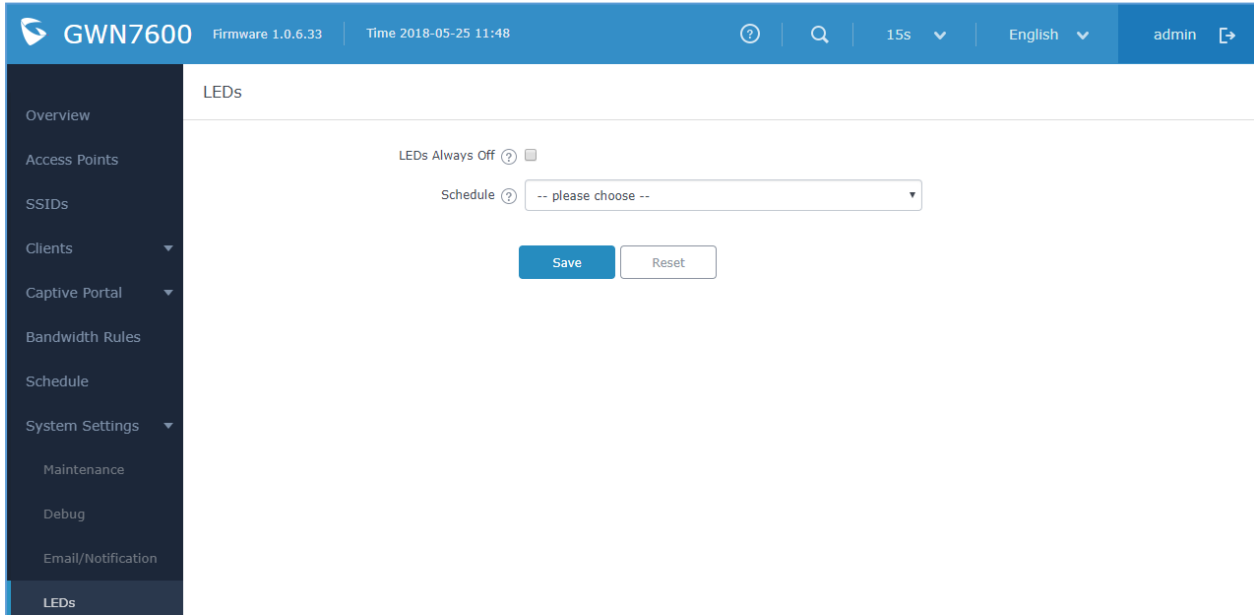 GWN7600 Firmware 1.0.6.33 Time 2018-05-25 11:48 15s English admin
LEDs
Overview
Access Points
SSIDs
Clients
Captive Portal
Bandwidth Rules
Schedule
System Settings
Maintenance
Debug
Email/Notification
LEDs
LEDs Always Off ?
Schedule ? -- please choose --
Save Reset